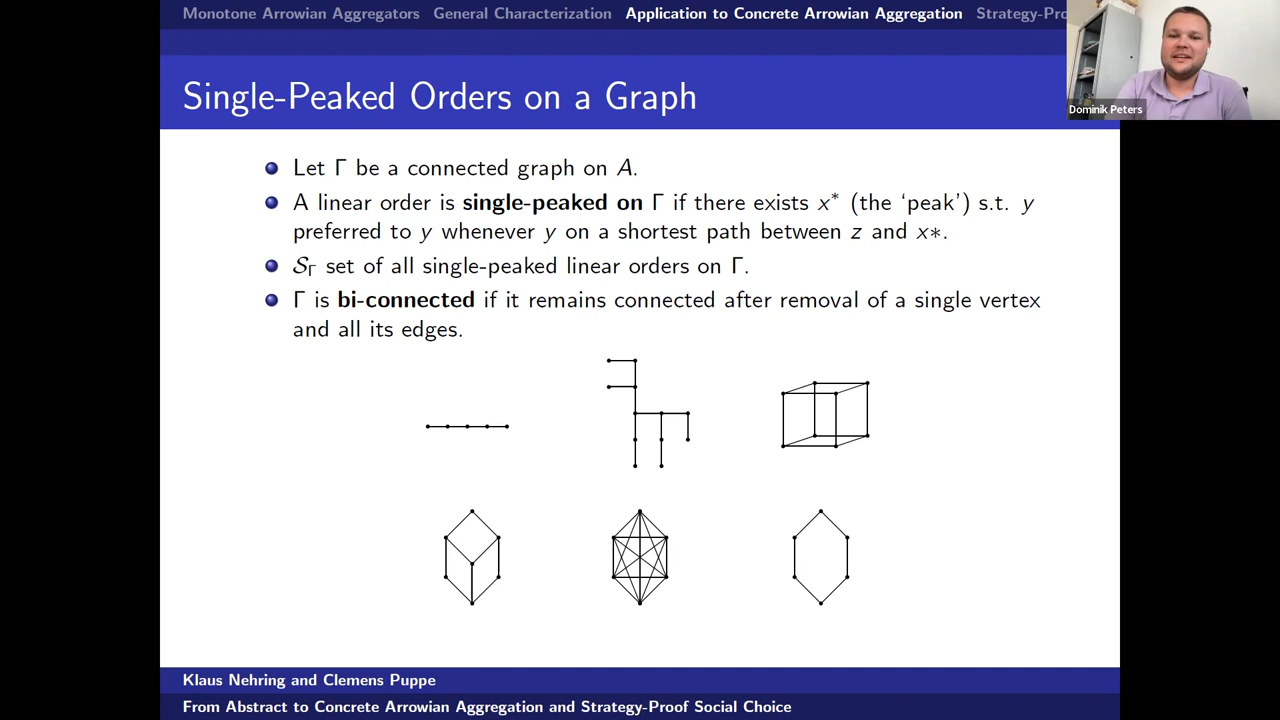 Monotone Arrowian Aggregators General Characterization Application to Concrete Arrowian Aggregation Strategy-Pro
Dominik Peters
Single-Peaked Orders on a Graph
Let Γ be a connected graph on A.
A linear order is single-peaked on Γ if there exists x* (the ‘peak’) s.t. y
preferred to y whenever y on a shortest path between z and x∗.
𝒮Γ set of all single-peaked linear orders on Γ.
Γ is bi-connected if it remains connected after removal of a single vertex
and all its edges.
Klaus Nehring and Clemens Puppe
From Abstract to Concrete Arrowian Aggregation and Strategy-Proof Social Choice